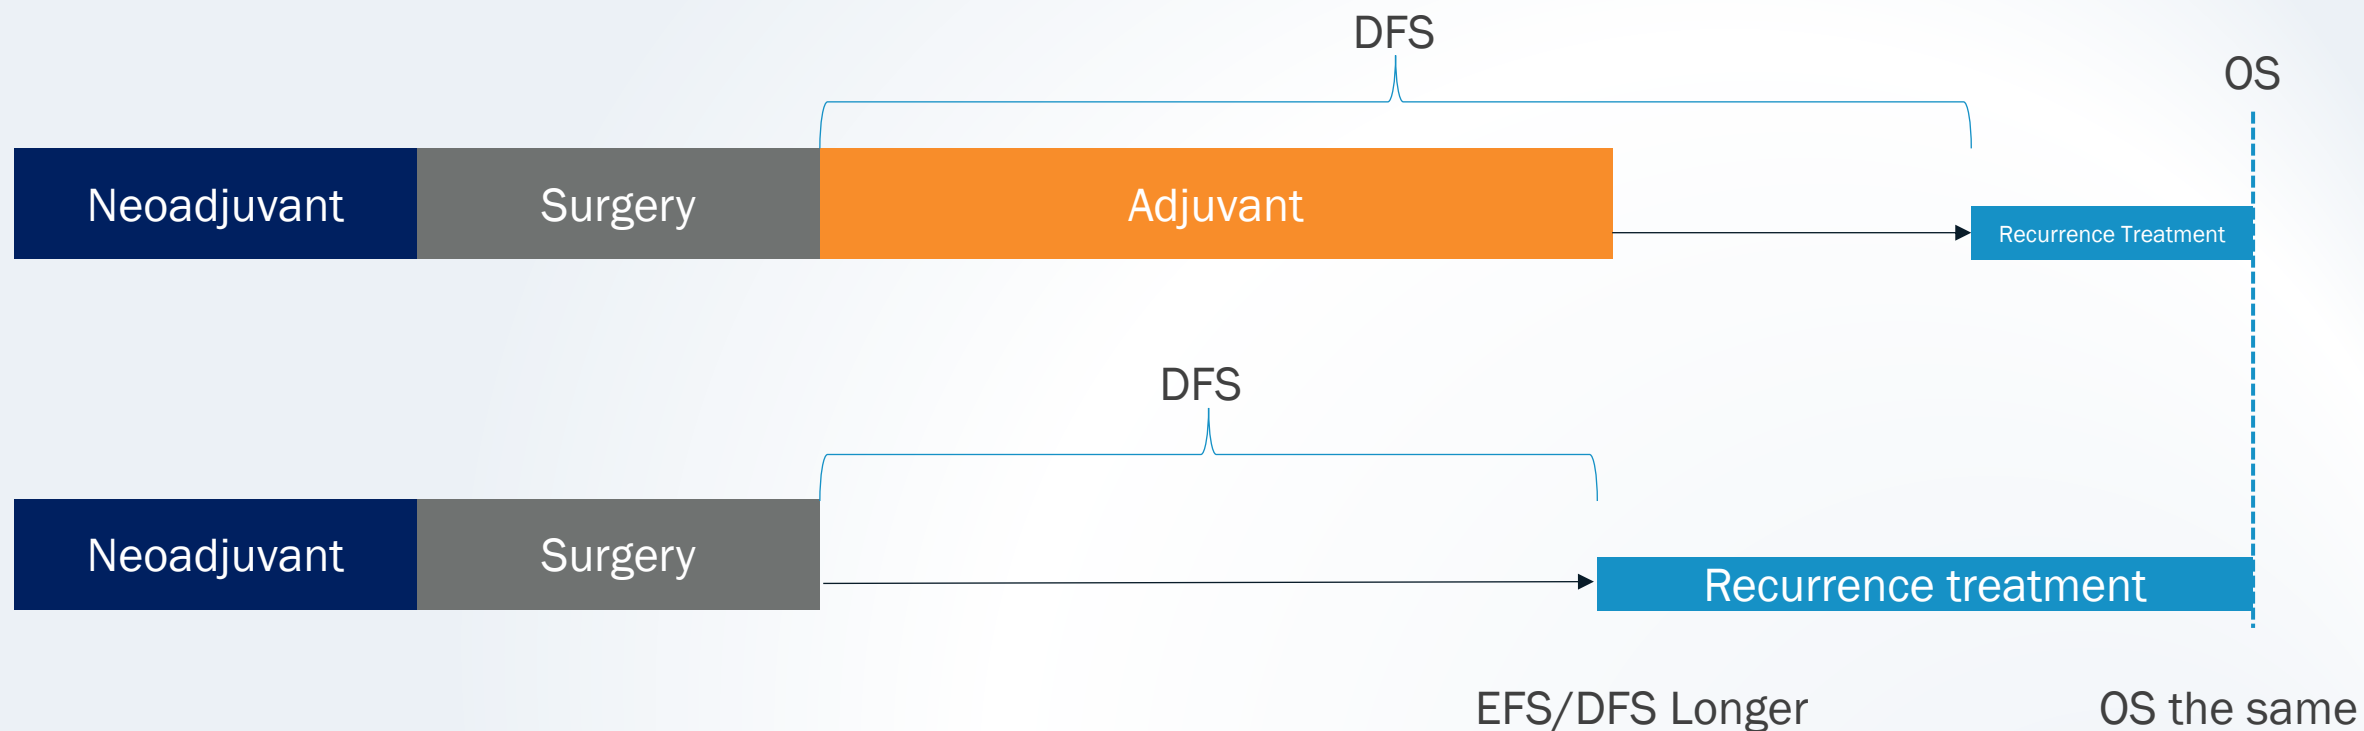 DFS
OS
Neoadjuvant
Surgery
Adjuvant
Recurrence Treatment
DFS
Neoadjuvant
Surgery
Recurrence treatment
EFS/DFS Longer
OS the same